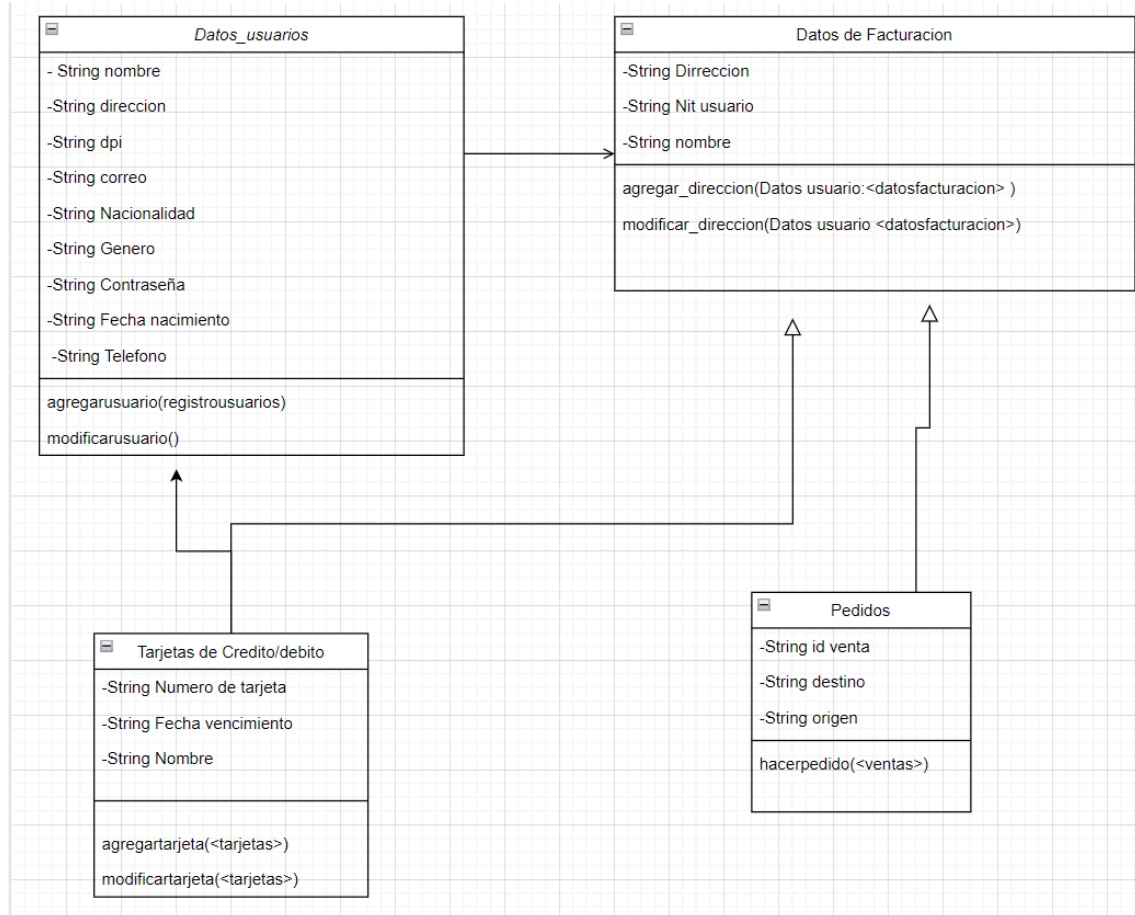 Datos_usuarios
- String nombre
-String direccion
-String dpi
-String correo
-String Nacionalidad
-String Genero
-String Contraseña
-String Fecha nacimiento
-String Telefono
agregarusuario(registrousuarios)
modificarusuario()
Datos de Facturacion
-String Dirreccion
-String Nit usuario
-String nombre
agregar_direccion(Datos usuario:<datosfacturacion> )
modificar_direccion(Datos usuario <datosfacturacion>)
Tarjetas de Credito/debito
-String Numero de tarjeta
-String Fecha vencimiento
-String Nombre
agregartarjeta(<tarjetas>)
modificartarjeta(<tarjetas>)
Pedidos
-String id venta
-String destino
-String origen
hacerpedido(<ventas>)